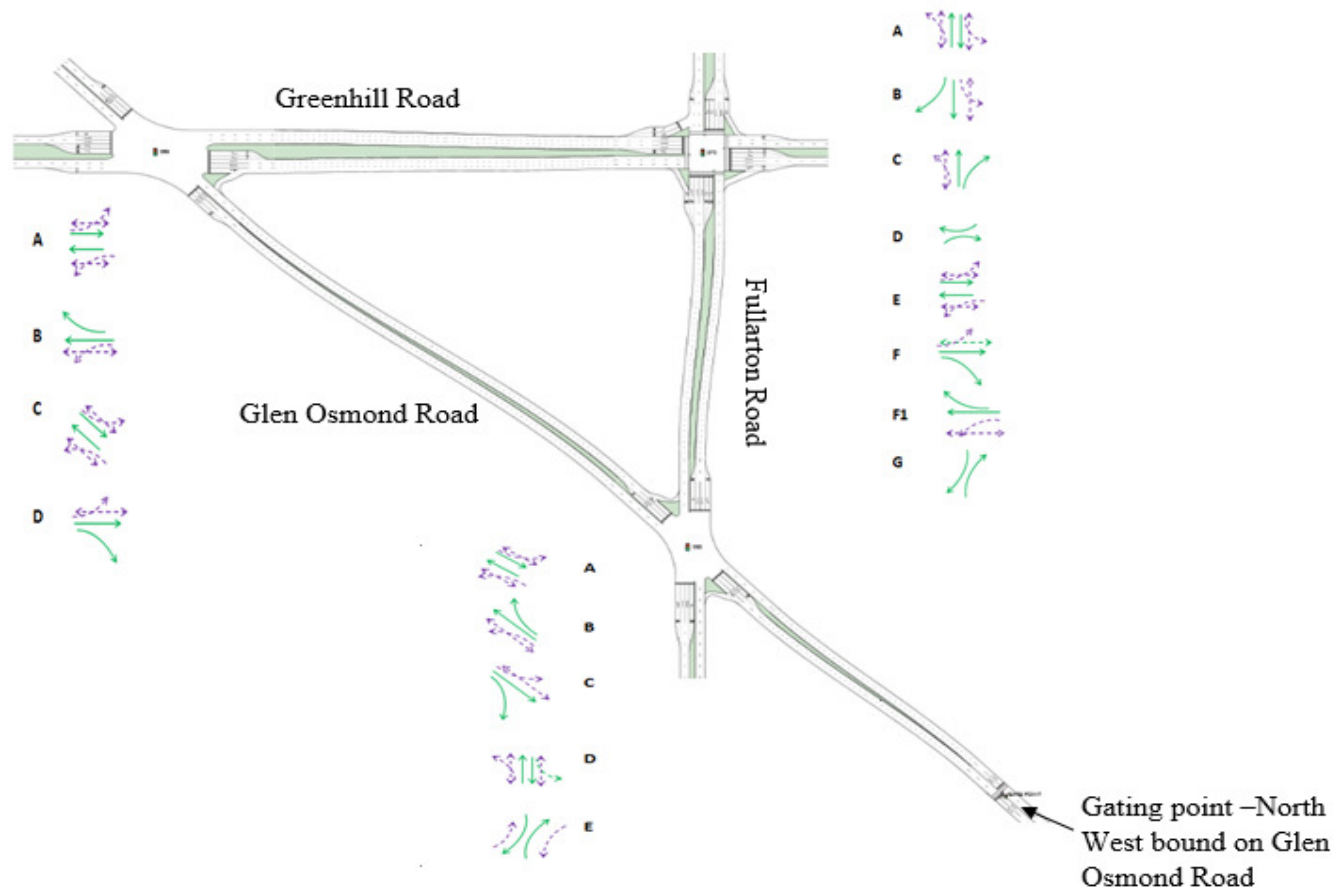 Greenhill Road
Glen Osmond Road
Fullarton Road
A
B
C
D
A
B
C
D
E
A
B
C
D
E
F
F1
G
Gating point –North
West bound on Glen
Osmond Road